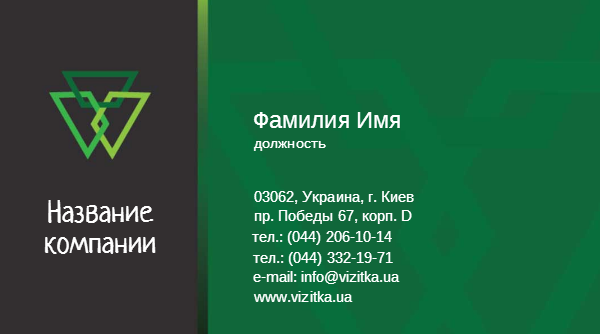 Название
компании
Фамилия Имя
должность
03062, Украина, г. Киев
пр. Победы 67, корп. D
тел.: (044) 206-10-14
тел.: (044) 332-19-71
e-mail: info@vizitka.ua
www.vizitka.ua